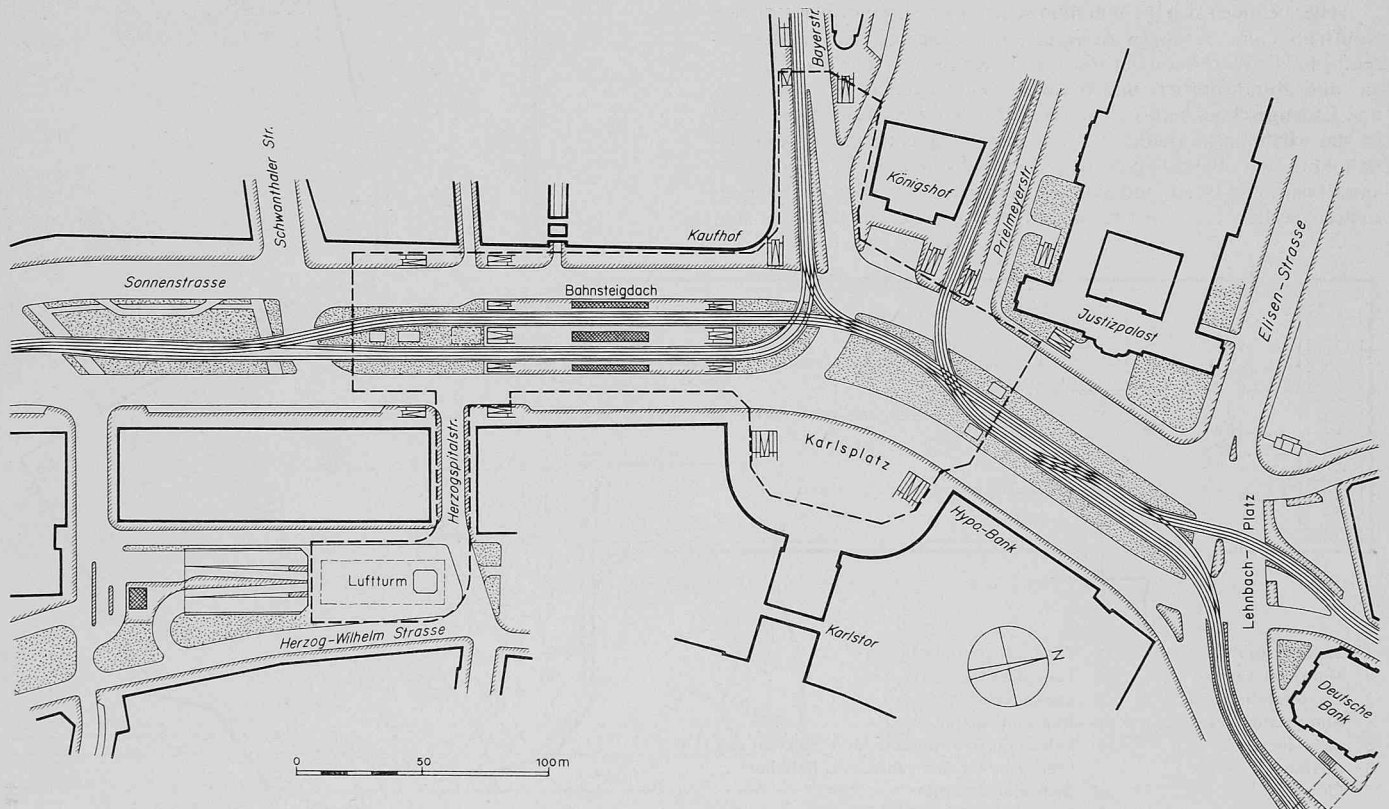 Bayerstr.
Schwanthaler Str.
Königshof
Prielmeyerstr.
Kaufhof
Sonnenstrasse
Bahnsteigdach
Justizpalast
Elisen-Strasse
Karlsplatz
Herzogspitalstr.
Hypo-Bank
Luftturm
Lehnbach-Platz
Herzog-Wilhelm Strasse
Karlstor
N
Deutsche
Bank
0 50 100m